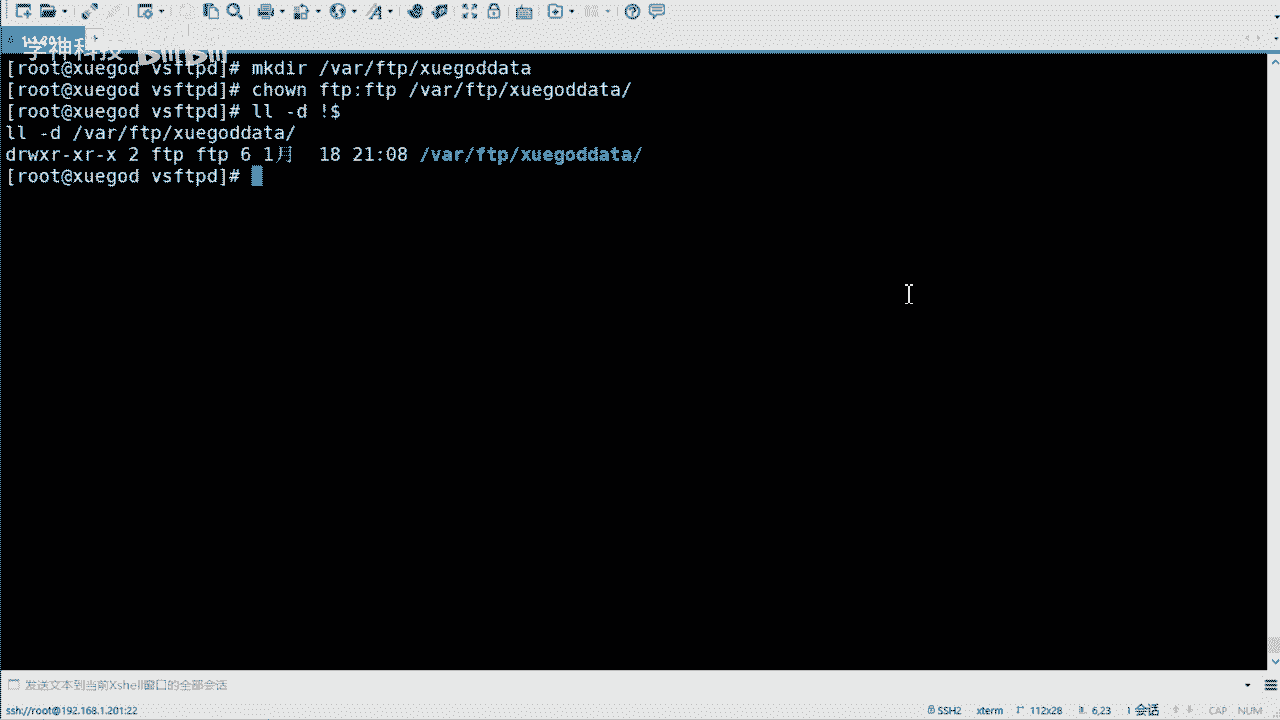 学神科技 bilibili
[root@xuegod vsftpd]# mkdir /var/ftp/xuegoddata
[root@xuegod vsftpd]# chown ftp:ftp /var/ftp/xuegoddata/
[root@xuegod vsftpd]# ll -d !$
ll -d /var/ftp/xuegoddata/
drwxr-xr-x 2 ftp ftp 6 1月 18 21:08 /var/ftp/xuegoddata/
[root@xuegod vsftpd]#
发送文本到当前Xshell窗口的全部会话
ssh://root@192.168.1.201:22 SSH2 xterm 112x28 6,23 1 会话 CAP NUM